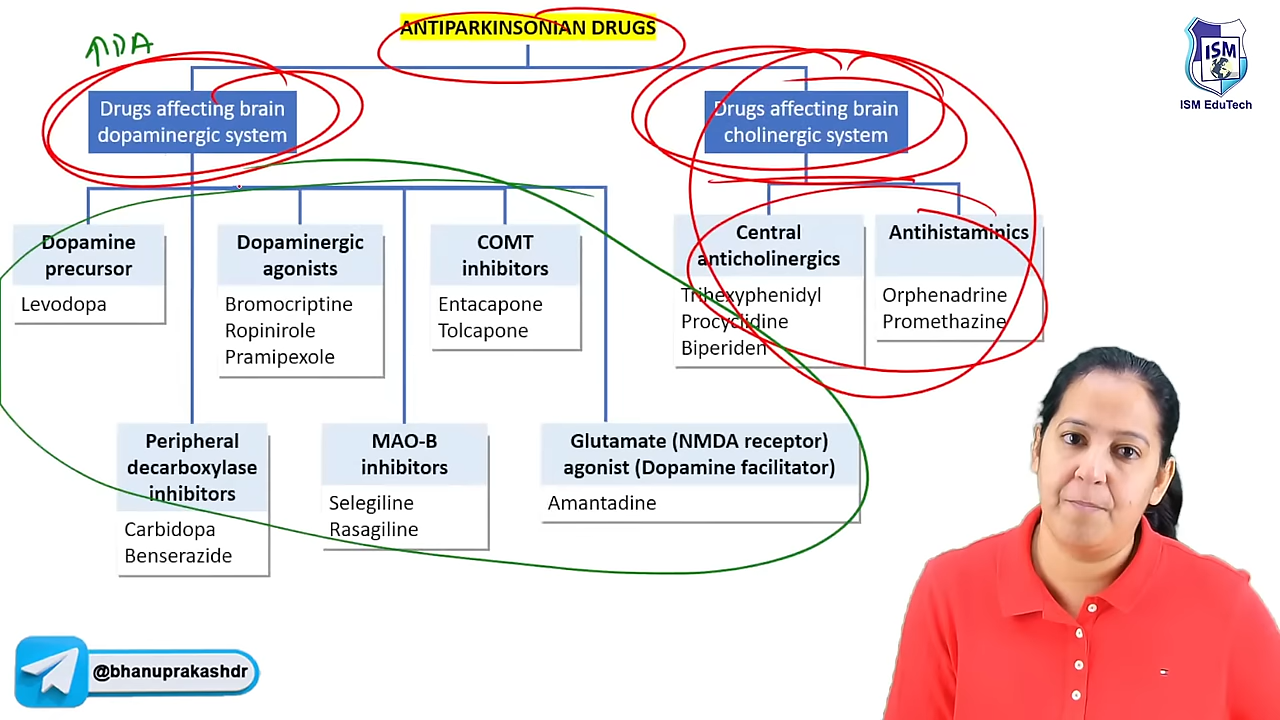 ANTIPARKINSONIAN DRUGS
↑DA
ISM
ISM EduTech
Drugs affecting brain
dopaminergic system
Drugs affecting brain
cholinergic system
Dopamine
precursor
Levodopa
Dopaminergic
agonists
Bromocriptine
Ropinirole
Pramipexole
COMT
inhibitors
Entacapone
Tolcapone
Central
anticholinergics
Trihexyphenidyl
Procyclidine
Biperiden
Antihistaminics
Orphenadrine
Promethazine
Peripheral
decarboxylase
inhibitors
Carbidopa
Benserazide
MAO-B
inhibitors
Selegiline
Rasagiline
Glutamate (NMDA receptor)
agonist (Dopamine facilitator)
Amantadine
@bhanuprakashdr